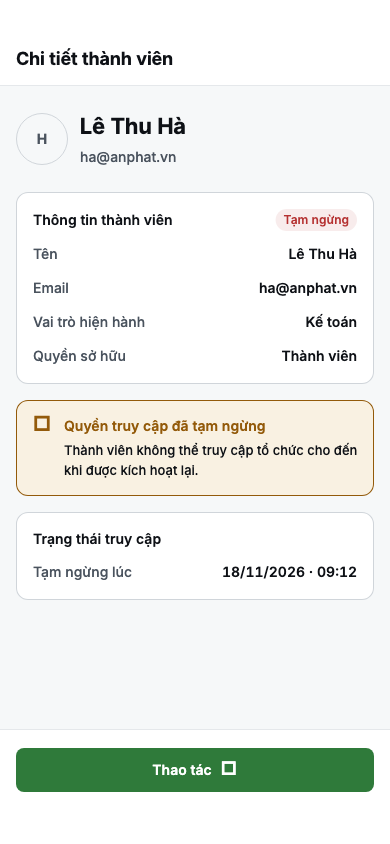 Chi tiết thành viên
H
Lê Thu Hà
ha@anphat.vn
Thông tin thành viên
Tạm ngừng
Tên
Lê Thu Hà
Email
ha@anphat.vn
Vai trò hiện hành
Kế toán
Quyền sở hữu
Thành viên
Quyền truy cập đã tạm ngừng
Thành viên không thể truy cập tổ chức cho đến
khi được kích hoạt lại.
Trạng thái truy cập
Tạm ngừng lúc
18/11/2026 · 09:12
Thao tác